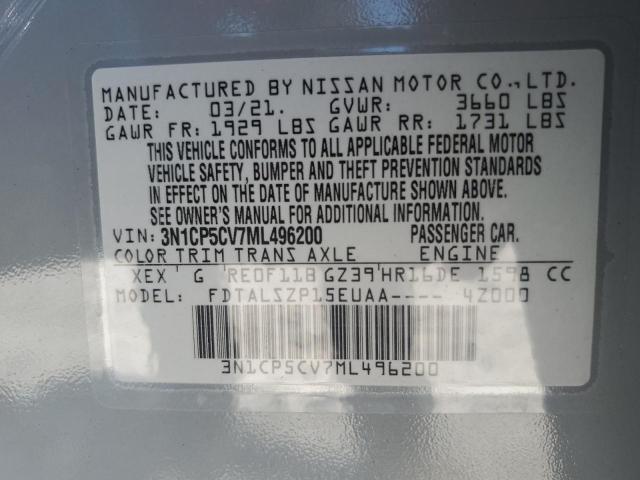 MANUFACTURED BY NISSAN MOTOR CO., LTD.
DATE: 03/21. GVWR: 3660 LBS
GAWR FR: 1929 LBS GAWR RR: 1731 LBS
THIS VEHICLE CONFORMS TO ALL APPLICABLE FEDERAL MOTOR
VEHICLE SAFETY, BUMPER AND THEFT PREVENTION STANDARDS
IN EFFECT ON THE DATE OF MANUFACTURE SHOWN ABOVE.
SEE OWNER'S MANUAL FOR ADDITIONAL INFORMATION.
VIN: 3N1CP5CV7ML496200 PASSENGER CAR.
COLOR TRIM TRANS AXLE ENGINE
XEX G RE0F11B GZ39 HR16DE 1598 CC
MODEL: FDTALSZP15EUAA---- 4Z000
3N1CP5CV7ML496200